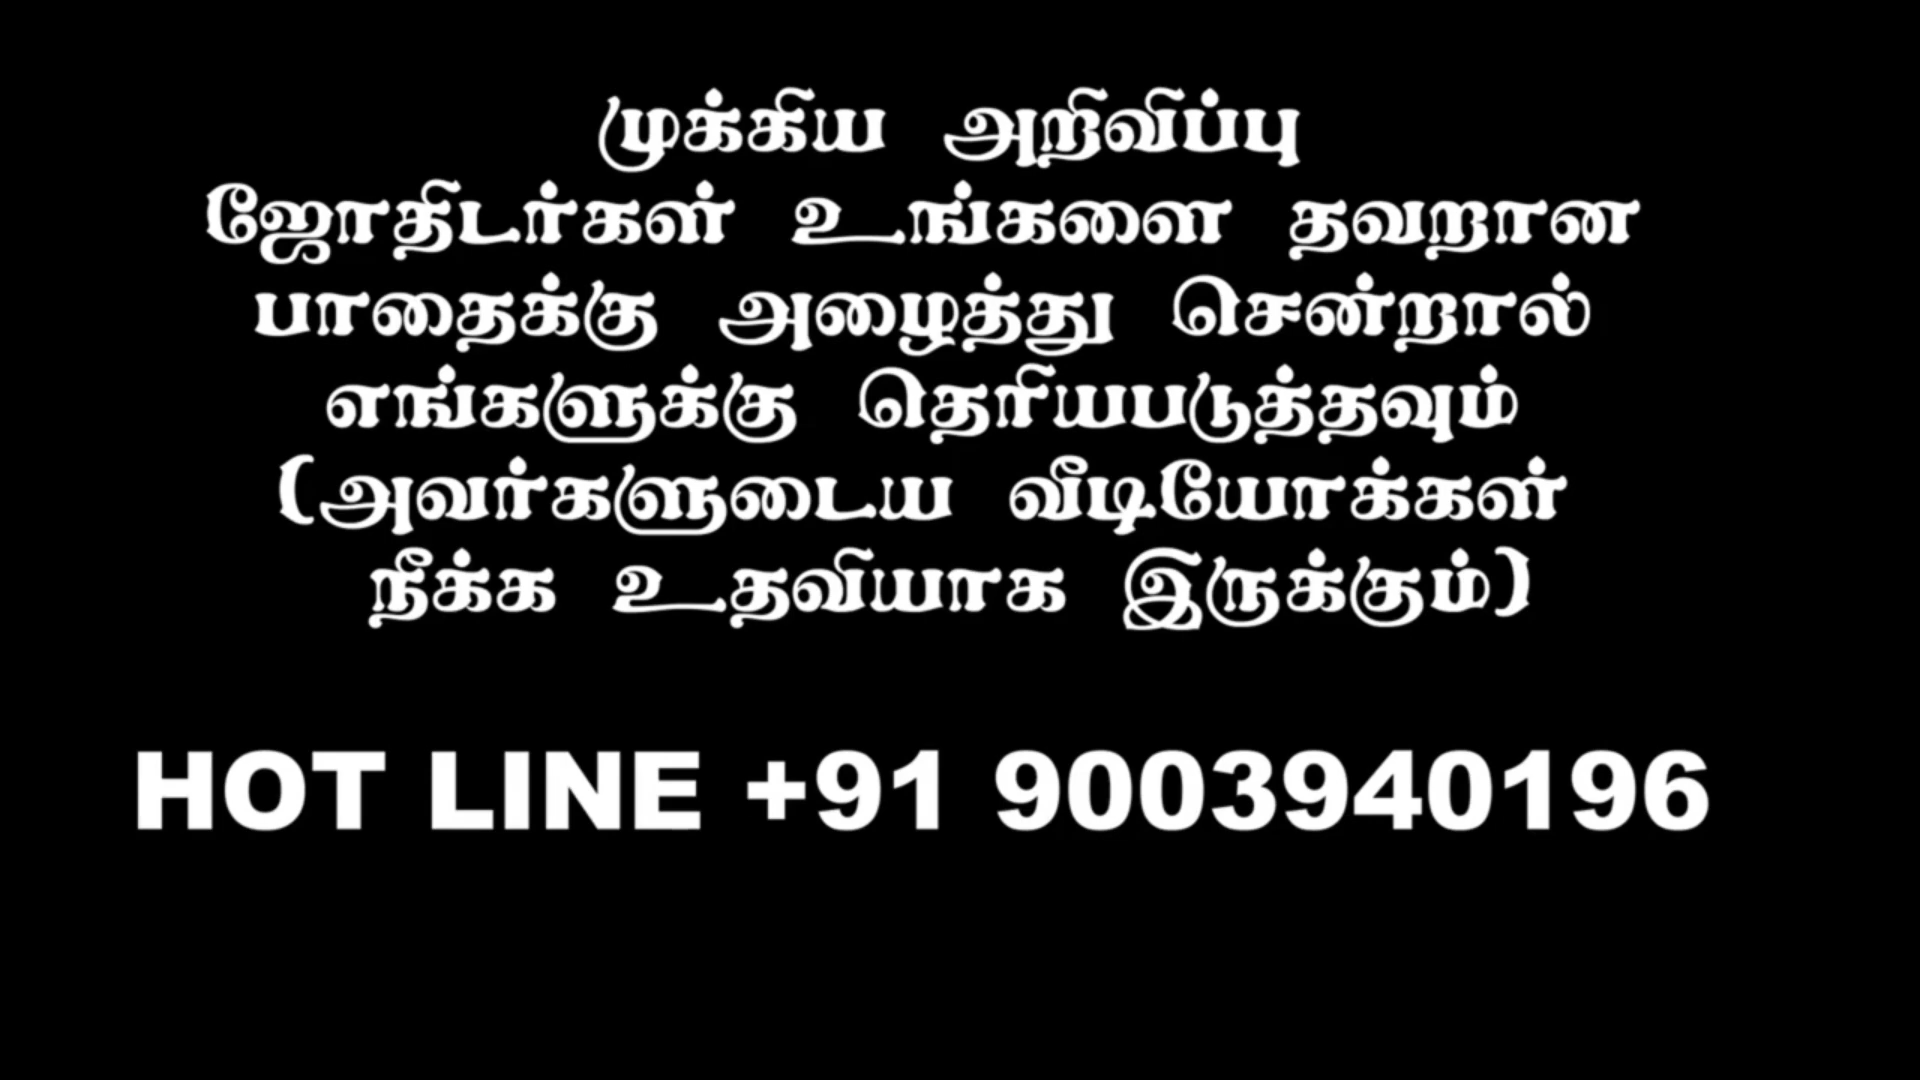 முக்கிய அறிவிப்பு
ஜோதிடர்கள் உங்களை தவறான
பாதைக்கு அழைத்து சென்றால்
எங்களுக்கு தெரியபடுத்தவும்
(அவர்களுடைய வீடியோக்கள்
நீக்க உதவியாக இருக்கும்)
HOT LINE +91 9003940196